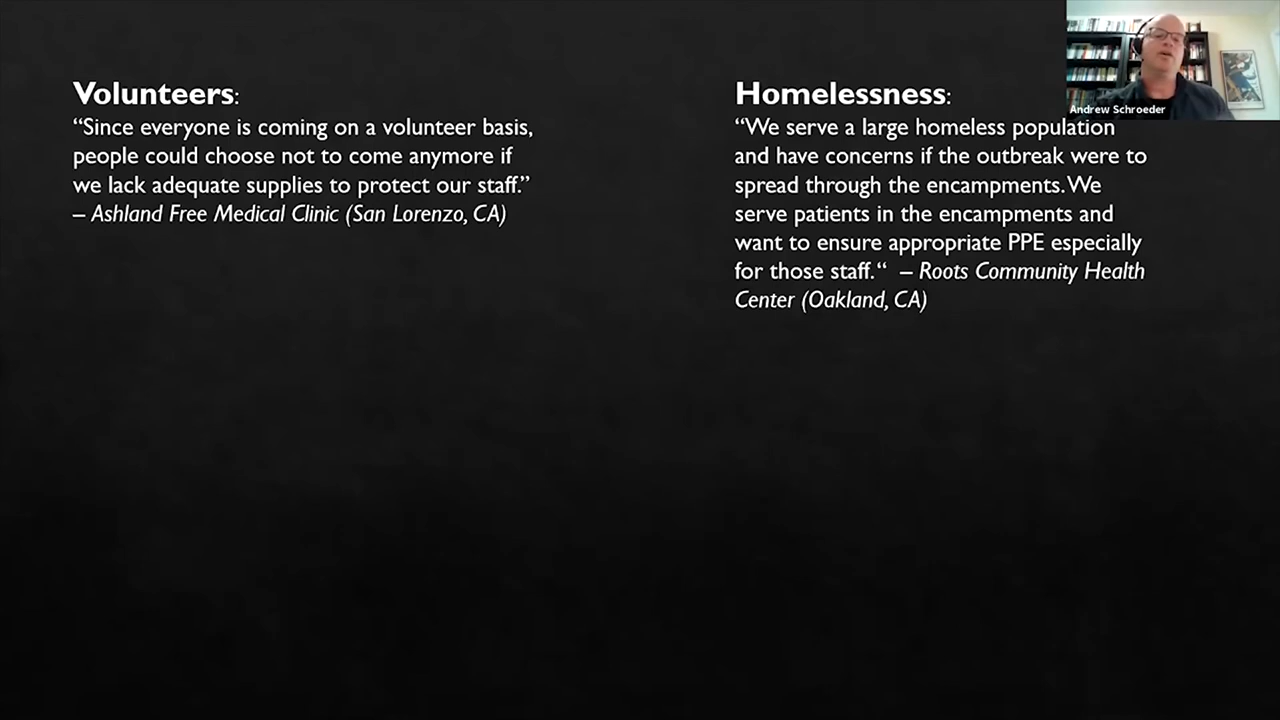 Volunteers:
“Since everyone is coming on a volunteer basis,
people could choose not to come anymore if
we lack adequate supplies to protect our staff.”
– Ashland Free Medical Clinic (San Lorenzo, CA)
Homelessness:
“We serve a large homeless population
and have concerns if the outbreak were to
spread through the encampments. We
serve patients in the encampments and
want to ensure appropriate PPE especially
for those staff.“ – Roots Community Health
Center (Oakland, CA)
Andrew Schroeder